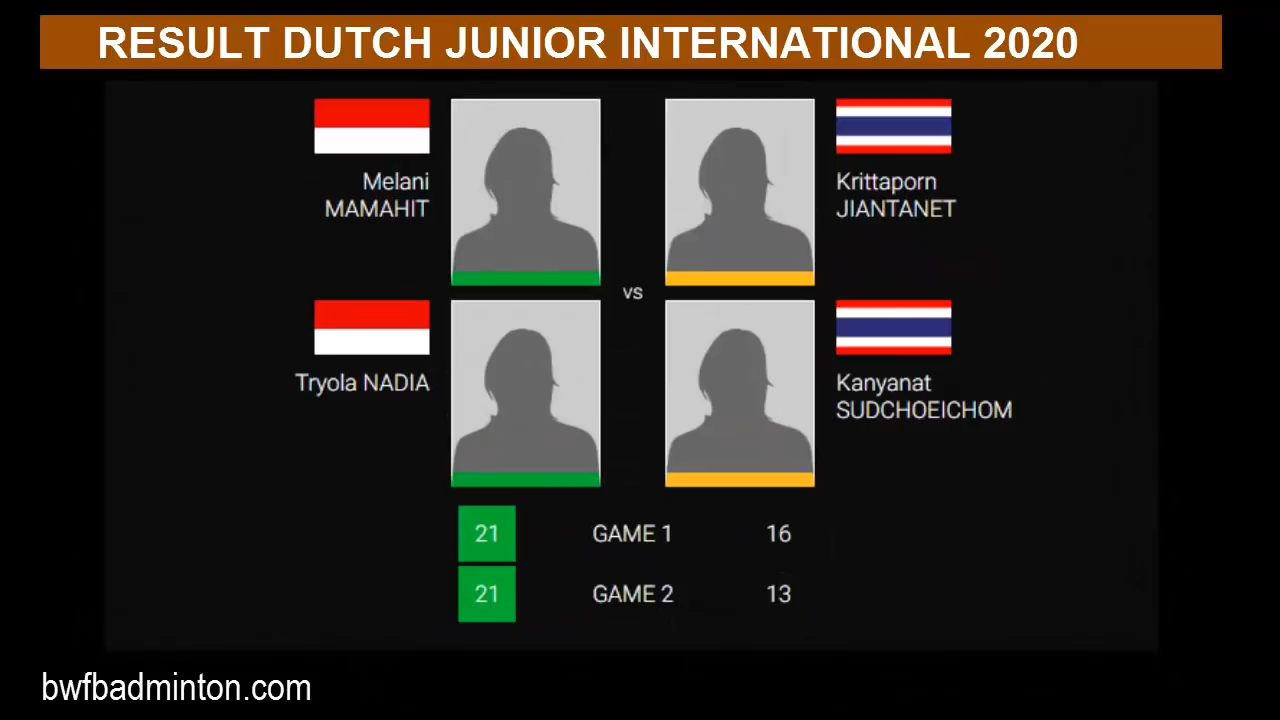 RESULT DUTCH JUNIOR INTERNATIONAL 2020
Melani
MAMAHIT
Krittaporn
JIANTANET
vs
Tryola NADIA
Kanyanat
SUDCHOEICHOM
21 GAME 1 16
21 GAME 2 13
bwfbadminton.com